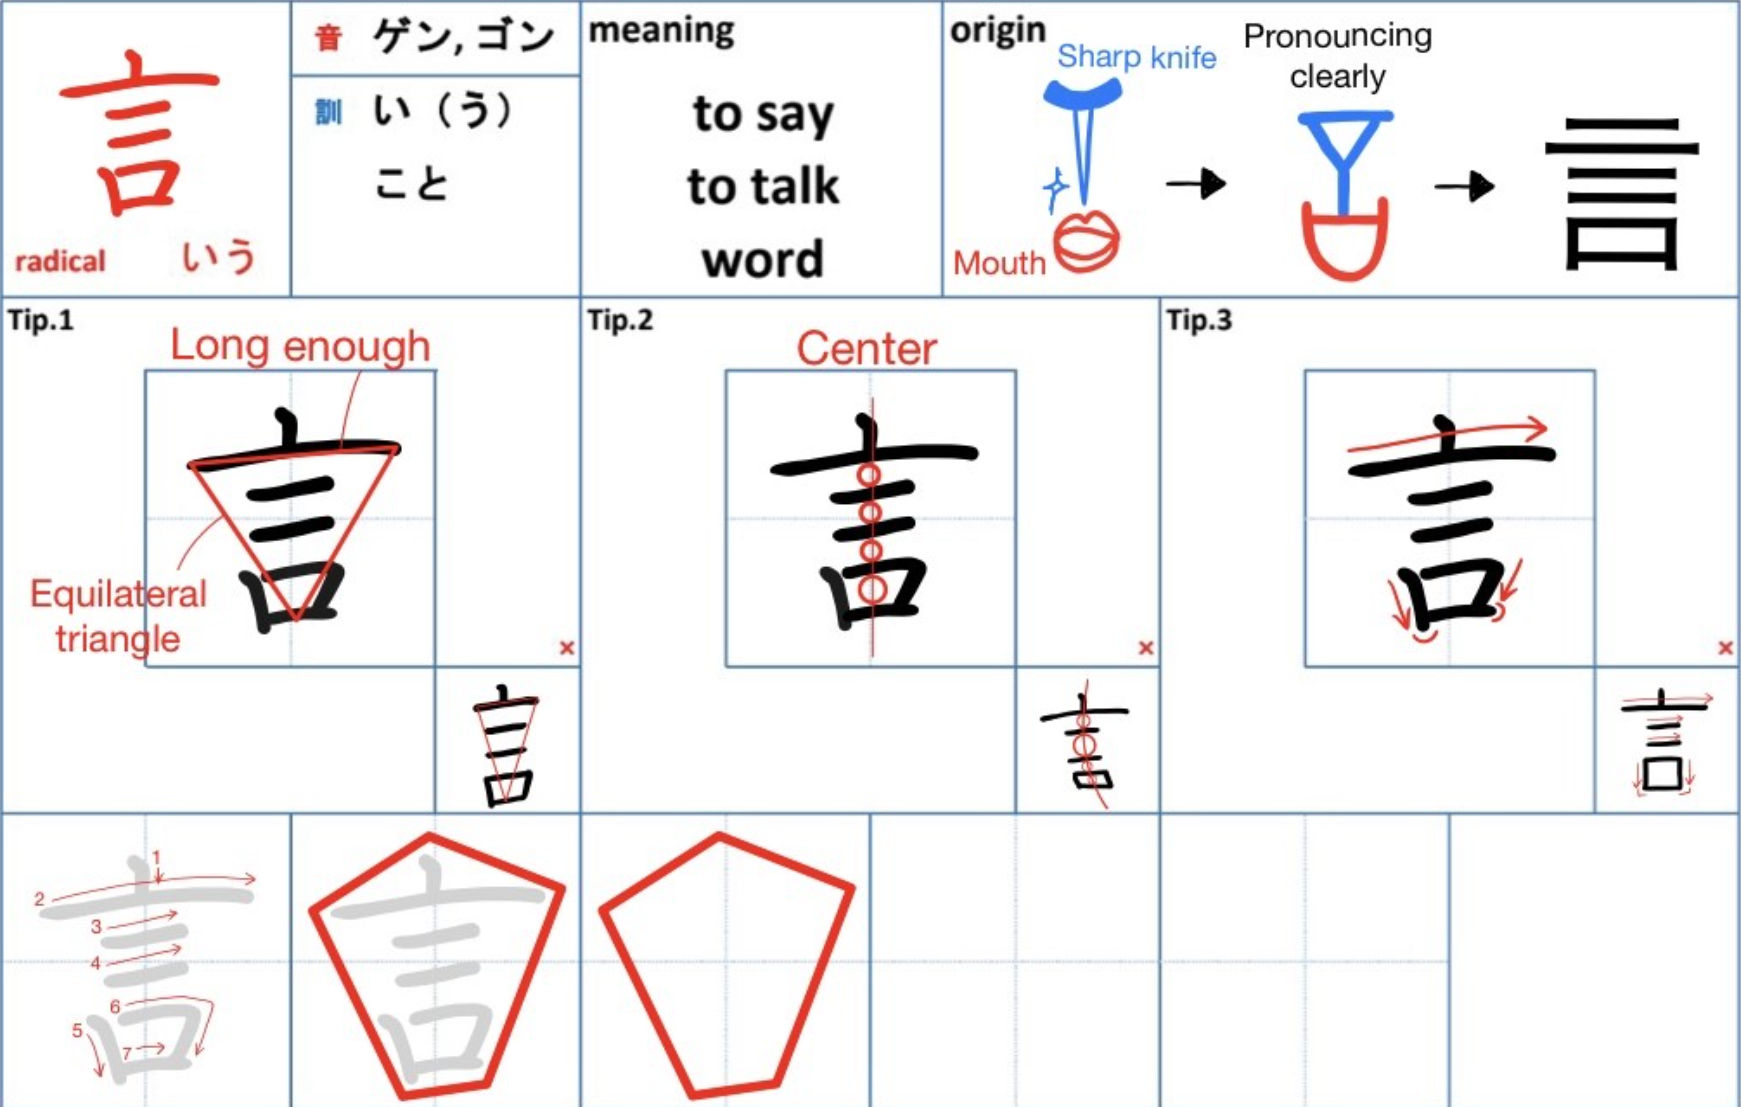 言
radical いう
音 ゲン, ゴン
訓 い（う）
こと
meaning
to say
to talk
word
origin
Sharp knife
Mouth
Pronouncing
clearly
言
Tip.1
Long enough
言
Equilateral
triangle
×
言
Tip.2
Center
言
×
言
Tip.3
言
×
言
言
1
2
3
4
5
6
7
言